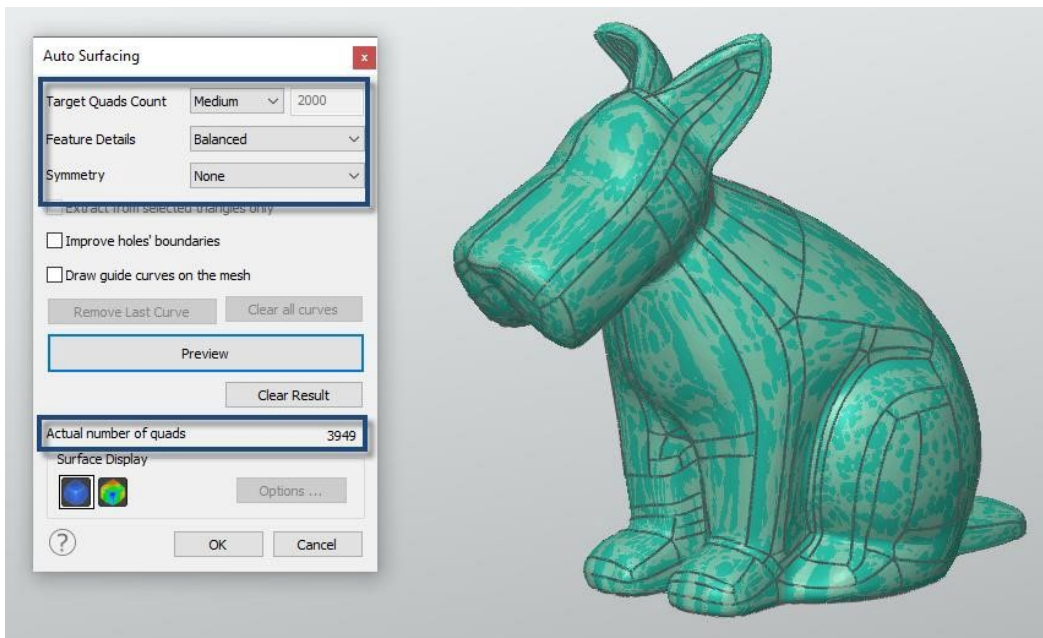 Auto Surfacing x
Target Quads Count Medium 2000
Feature Details Balanced
Symmetry None
Extract from selected triangles only
Improve holes' boundaries
Draw guide curves on the mesh
Remove Last Curve Clear all curves
Preview
Clear Result
Actual number of quads 3949
Surface Display
Options ...
? OK Cancel